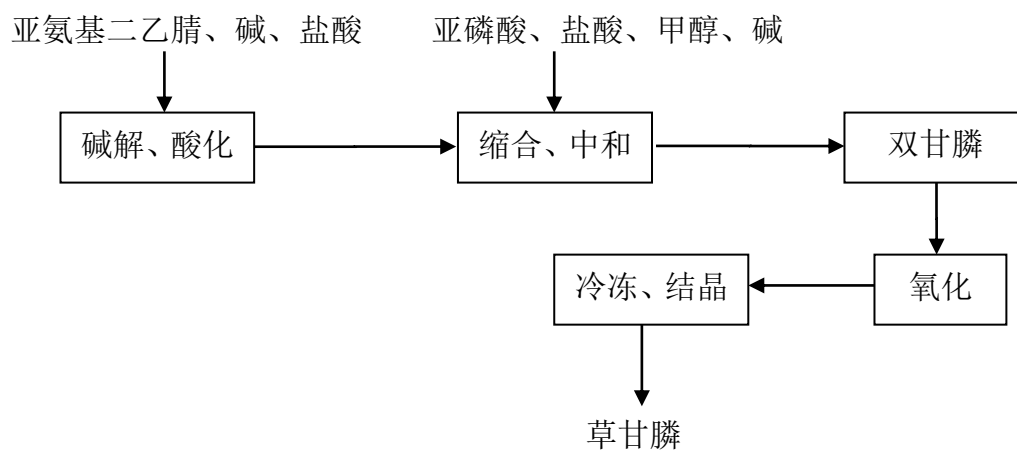 亚氨基二乙腈、碱、盐酸
亚磷酸、盐酸、甲醇、碱
碱解、酸化
缩合、中和
双甘膦
冷冻、结晶
氧化
草甘膦